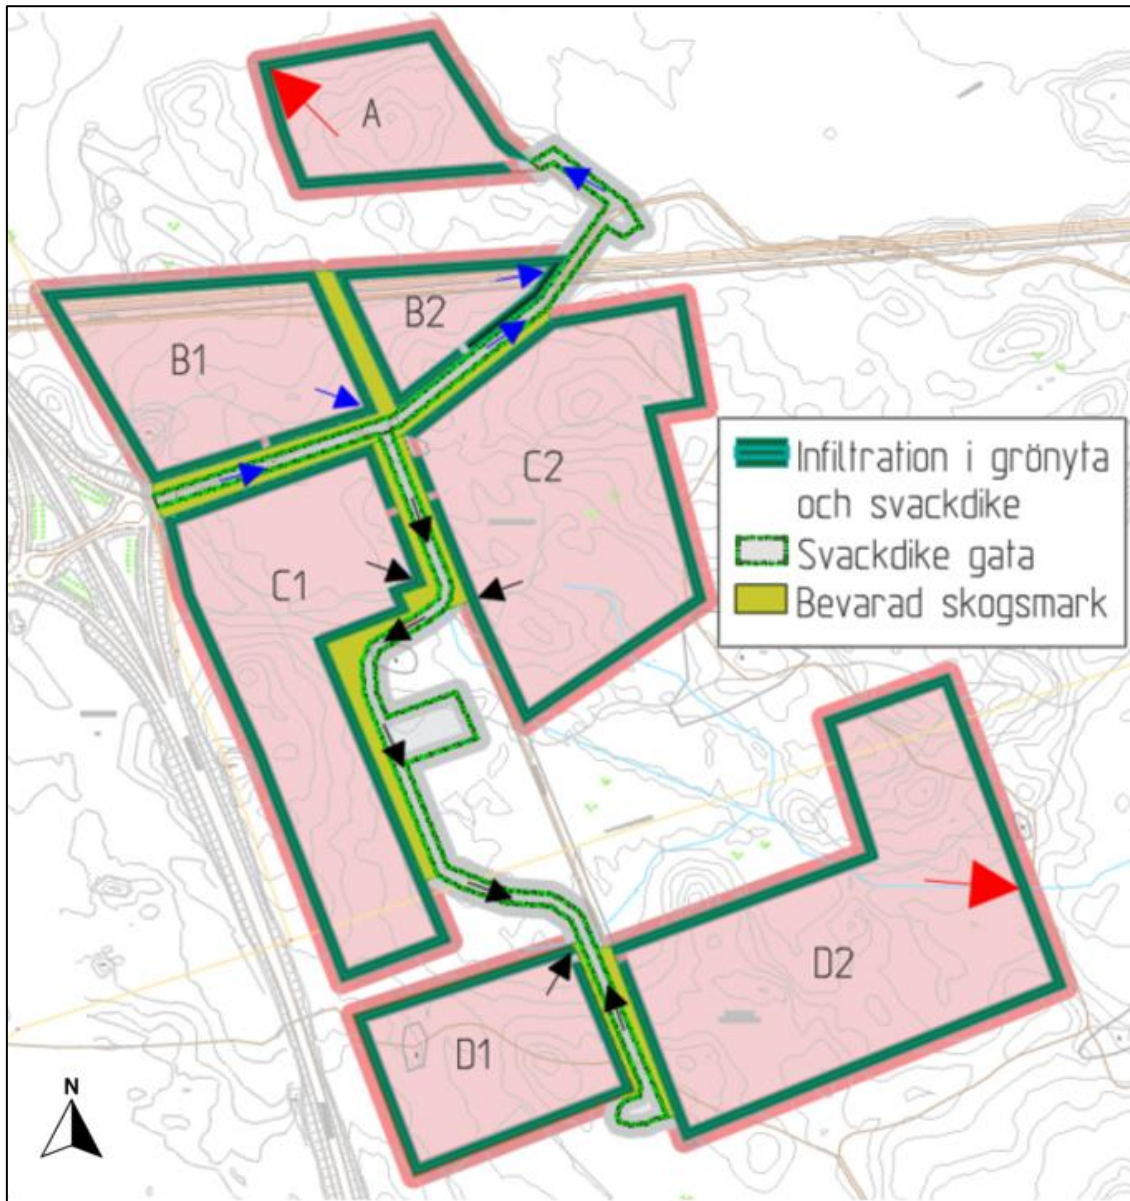 A
B2
B1
C2
Infiltration i grönyta
och svackdike
Svackdike gata
Bevarad skogsmark
C1
D2
D1
N